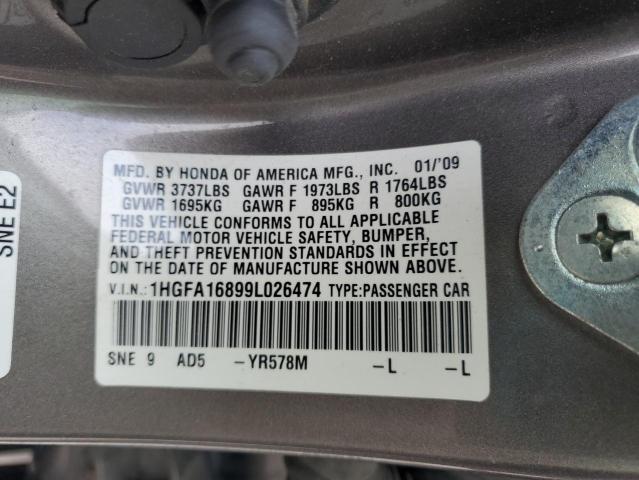 MFD. BY HONDA OF AMERICA MFG., INC. 01/'09
GVWR 3737LBS GAWR F 1973LBS R 1764LBS
GVWR 1695KG GAWR F 895KG R 800KG
THIS VEHICLE CONFORMS TO ALL APPLICABLE
FEDERAL MOTOR VEHICLE SAFETY, BUMPER,
AND THEFT PREVENTION STANDARDS IN EFFECT
ON THE DATE OF MANUFACTURE SHOWN ABOVE.
V.I.N.: 1HGFA16899L026474 TYPE:PASSENGER CAR
SNE 9 AD5 -YR578M -L -L
SNE E2